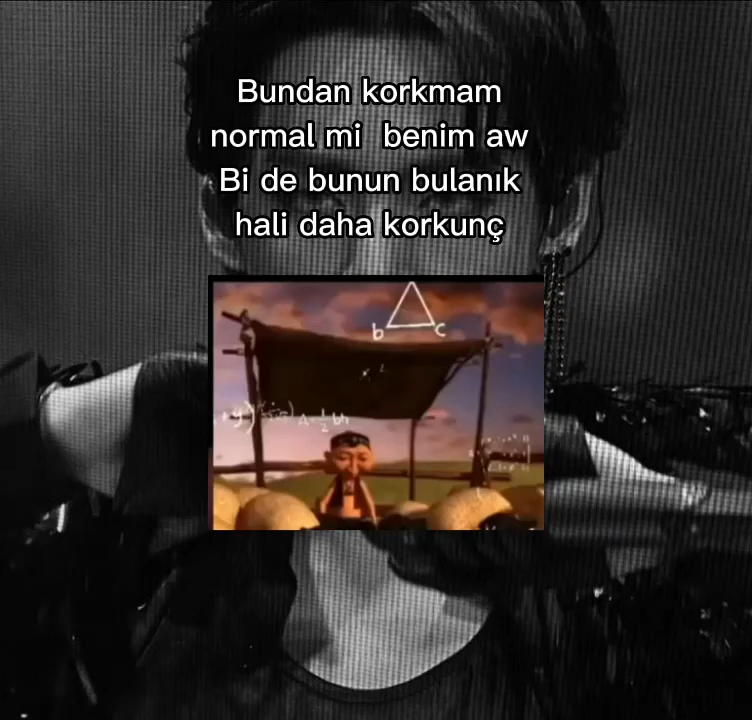 Bundan korkmam
normal mi benim aw
Bi de bunun bulanık
hali daha korkunç
b c